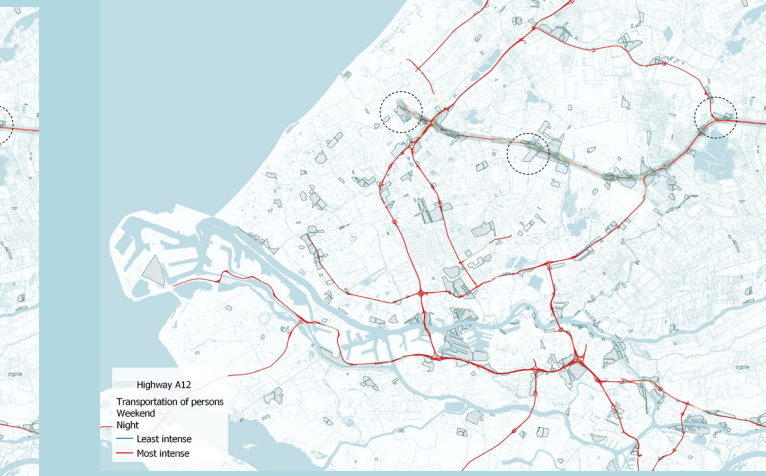 Highway A12
Transportation of persons
Weekend
Night
Least intense
Most intense